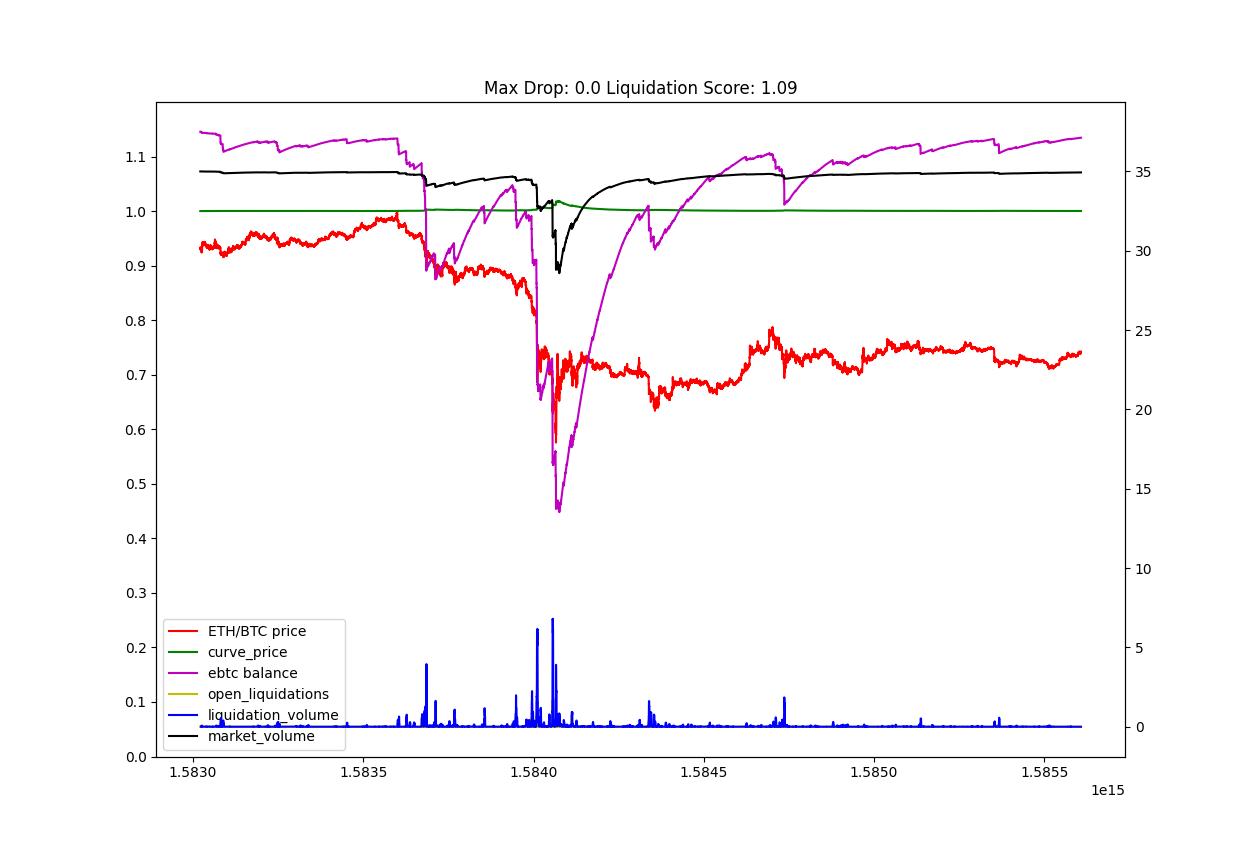 Max Drop: 0.0 Liquidation Score: 1.09
1.1
1.0
0.9
0.8
0.7
0.6
0.5
0.4
0.3
0.2
0.1
0.0
35
30
25
20
15
10
5
0
ETH/BTC price
curve_price
ebtc balance
open_liquidations
liquidation_volume
market_volume
1.5830 1.5835 1.5840 1.5845 1.5850 1.5855
1e15